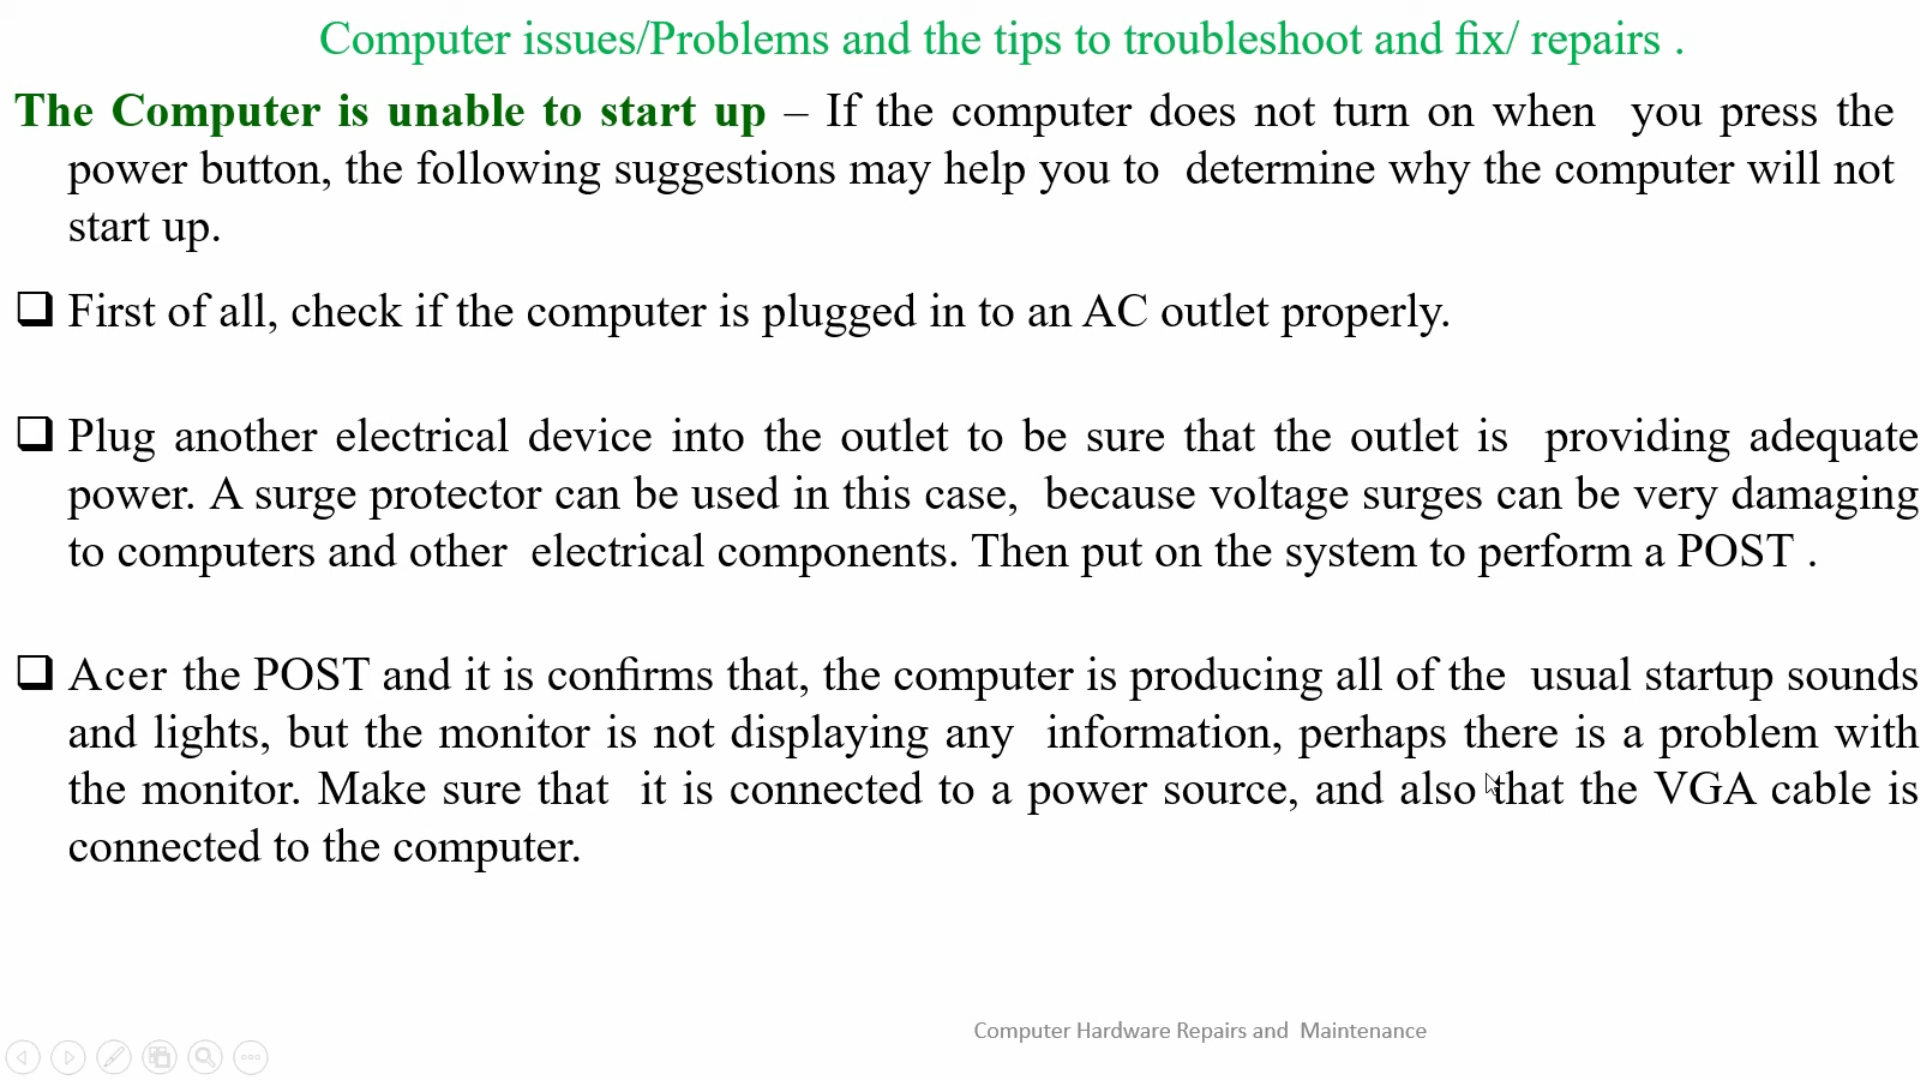 Computer issues/Problems and the tips to troubleshoot and fix/ repairs .
The Computer is unable to start up – If the computer does not turn on when you press the
power button, the following suggestions may help you to determine why the computer will not
start up.
❑ First of all, check if the computer is plugged in to an AC outlet properly.
❑ Plug another electrical device into the outlet to be sure that the outlet is providing adequate
power. A surge protector can be used in this case, because voltage surges can be very damaging
to computers and other electrical components. Then put on the system to perform a POST .
❑ Acer the POST and it is confirms that, the computer is producing all of the usual startup sounds
and lights, but the monitor is not displaying any information, perhaps there is a problem with
the monitor. Make sure that it is connected to a power source, and also that the VGA cable is
connected to the computer.
Computer Hardware Repairs and Maintenance